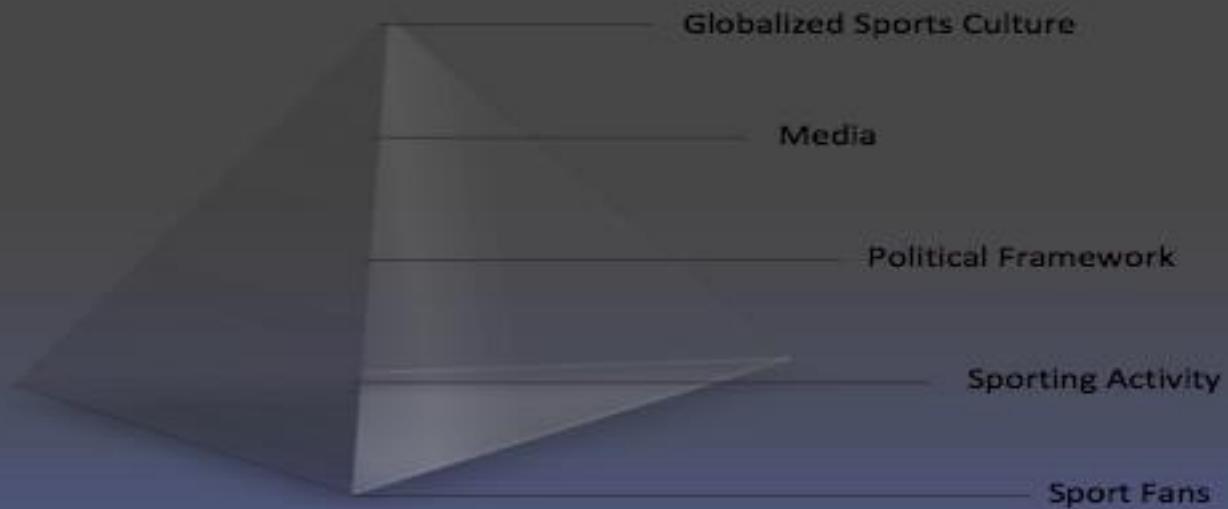 Globalized Sports Culture
Media
Political Framework
Sporting Activity
Sport Fans